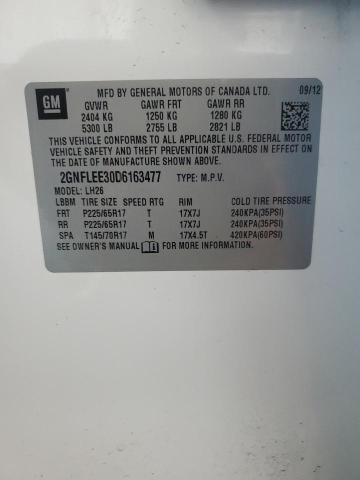 GM
MFD BY GENERAL MOTORS OF CANADA LTD. 09/12
GVWR GAWR FRT GAWR RR
2404 KG 1250 KG 1280 KG
5300 LB 2755 LB 2821 LB
THIS VEHICLE CONFORMS TO ALL APPLICABLE U.S. FEDERAL MOTOR
VEHICLE SAFETY AND THEFT PREVENTION STANDARDS IN EFFECT ON THE
DATE OF MANUFACTURE SHOWN ABOVE.
2GNFLEE30D6163477 TYPE: M.P.V.
MODEL: LH26
LBBM TIRE SIZE SPEED RTG RIM COLD TIRE PRESSURE
FRT P225/65R17 T 17X7J 240KPA(35PSI)
RR P225/65R17 T 17X7J 240KPA(35PSI)
SPA T145/70R17 M 17X4.5T 420KPA(60PSI)
SEE OWNER'S MANUAL FOR MORE INFORMATION.